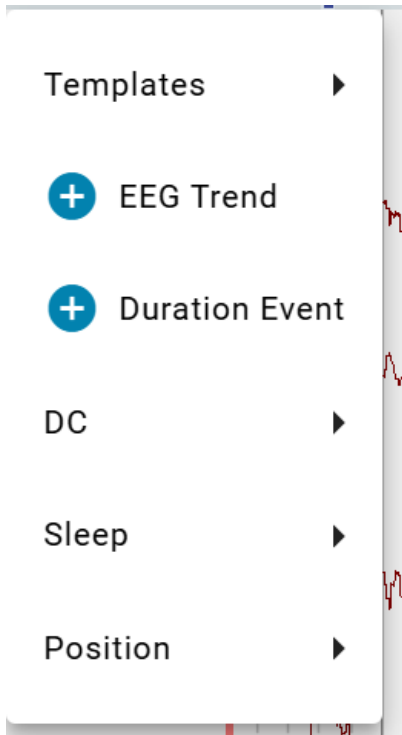 Templates
EEG Trend
Duration Event
DC
Sleep
Position